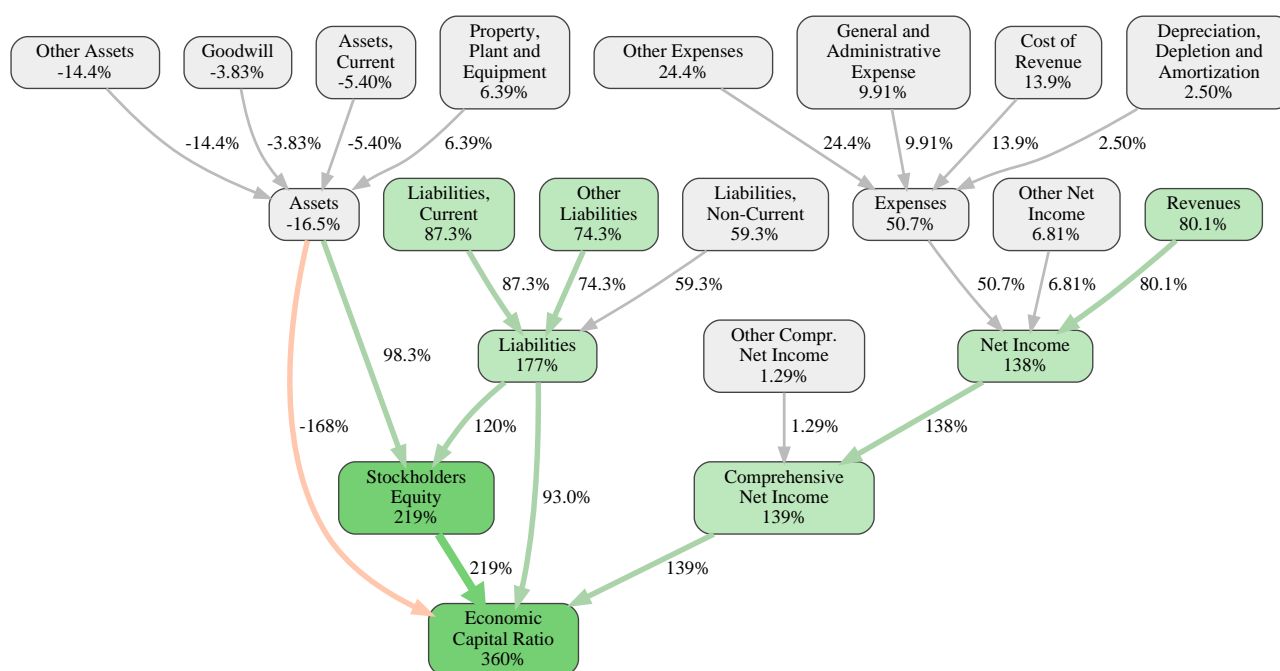 Other Assets
-14.4%
Goodwill
-3.83%
Assets,
Current
-5.40%
Property,
Plant and
Equipment
6.39%
Other Expenses
24.4%
General and
Administrative
Expense
9.91%
Cost of
Revenue
13.9%
Depreciation,
Depletion and
Amortization
2.50%
-14.4%
-3.83%
-5.40%
6.39%
24.4%
9.91%
13.9%
2.50%
Assets
-16.5%
Liabilities,
Current
87.3%
Other
Liabilities
74.3%
Liabilities,
Non-Current
59.3%
Expenses
50.7%
Other Net
Income
6.81%
Revenues
80.1%
87.3%
74.3%
59.3%
50.7%
6.81%
80.1%
98.3%
Liabilities
177%
Other Compr.
Net Income
1.29%
Net Income
138%
-168%
120%
1.29%
138%
Stockholders
Equity
219%
93.0%
Comprehensive
Net Income
139%
219%
139%
Economic
Capital Ratio
360%